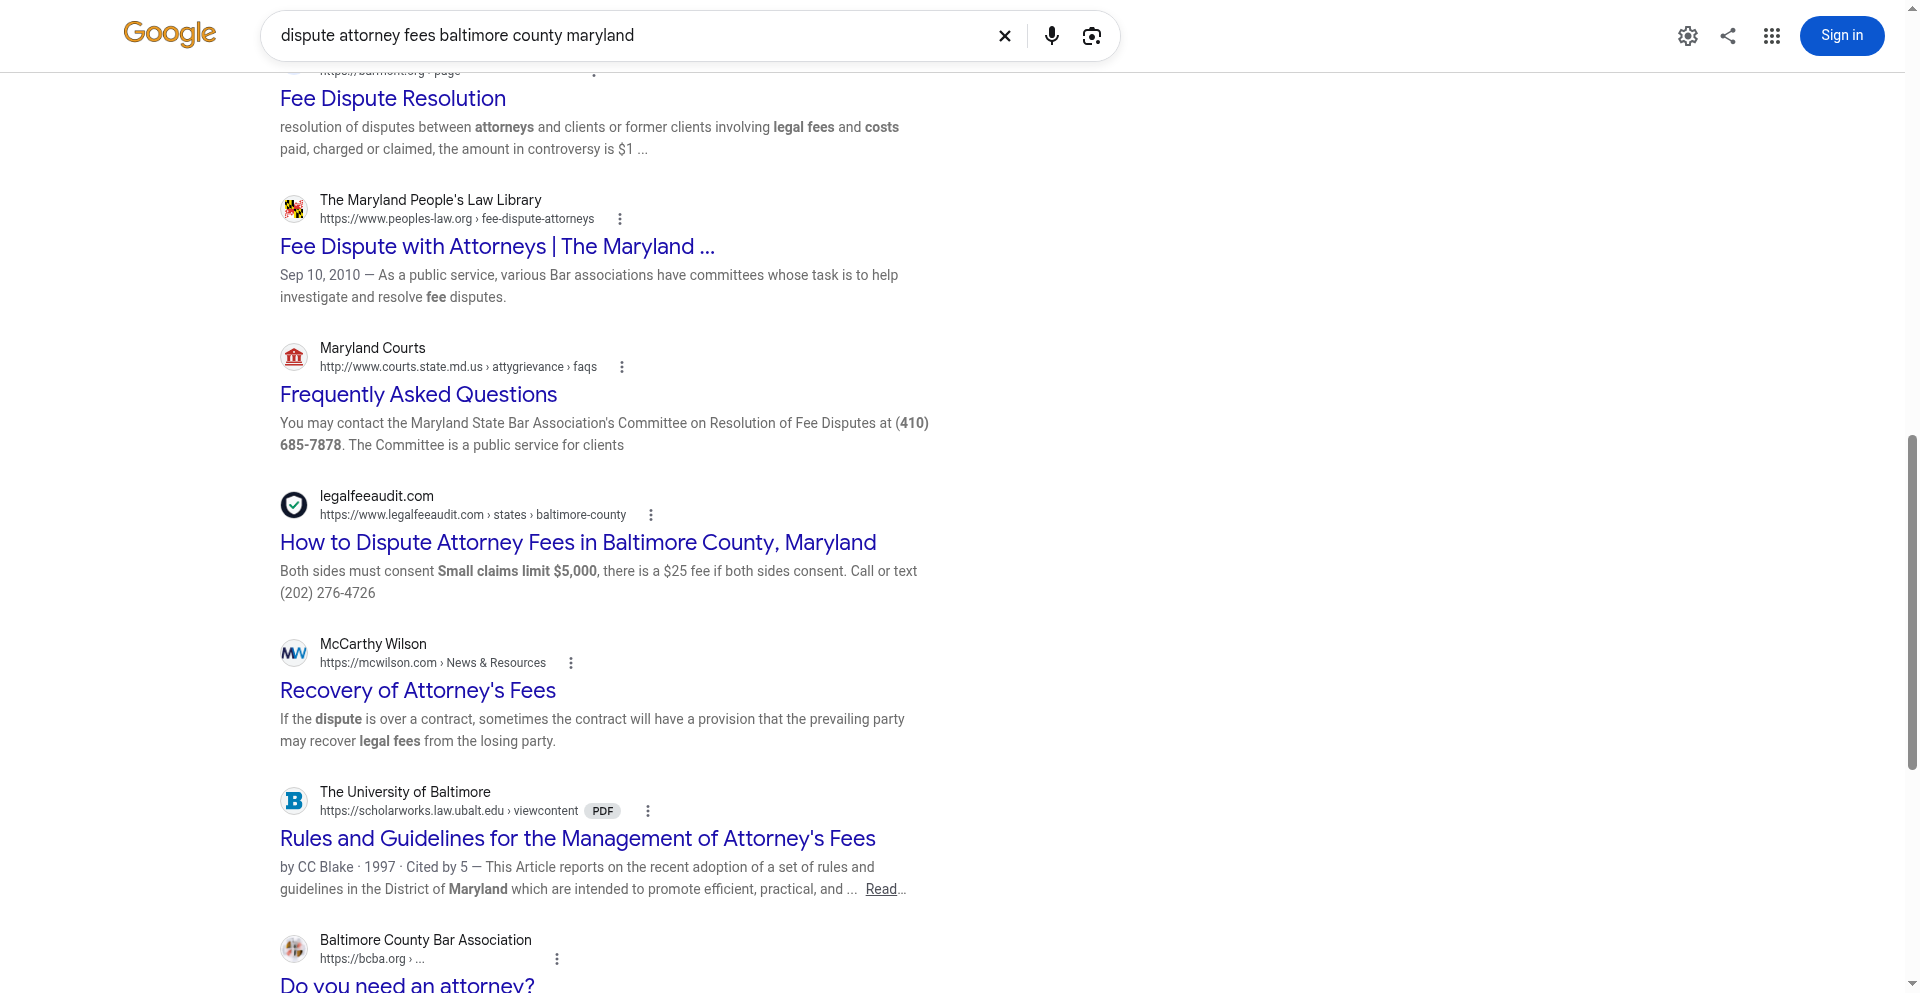 Google
dispute attorney fees baltimore county maryland
Sign in
https://barmont.org › page
Fee Dispute Resolution
resolution of disputes between attorneys and clients or former clients involving legal fees and costs
paid, charged or claimed, the amount in controversy is $1 ...
The Maryland People's Law Library
https://www.peoples-law.org › fee-dispute-attorneys
Fee Dispute with Attorneys | The Maryland ...
Sep 10, 2010 — As a public service, various Bar associations have committees whose task is to help
investigate and resolve fee disputes.
Maryland Courts
http://www.courts.state.md.us › attygrievance › faqs
Frequently Asked Questions
You may contact the Maryland State Bar Association's Committee on Resolution of Fee Disputes at (410)
685-7878. The Committee is a public service for clients
legalfeeaudit.com
https://www.legalfeeaudit.com › states › baltimore-county
How to Dispute Attorney Fees in Baltimore County, Maryland
Both sides must consent Small claims limit $5,000, there is a $25 fee if both sides consent. Call or text
(202) 276-4726
MW
McCarthy Wilson
https://mcwilson.com › News & Resources
Recovery of Attorney's Fees
If the dispute is over a contract, sometimes the contract will have a provision that the prevailing party
may recover legal fees from the losing party.
B
The University of Baltimore
https://scholarworks.law.ubalt.edu › viewcontent PDF
Rules and Guidelines for the Management of Attorney's Fees
by CC Blake · 1997 · Cited by 5 — This Article reports on the recent adoption of a set of rules and
guidelines in the District of Maryland which are intended to promote efficient, practical, and ... Read...
Baltimore County Bar Association
https://bcba.org › ...
Do you need an attorney?